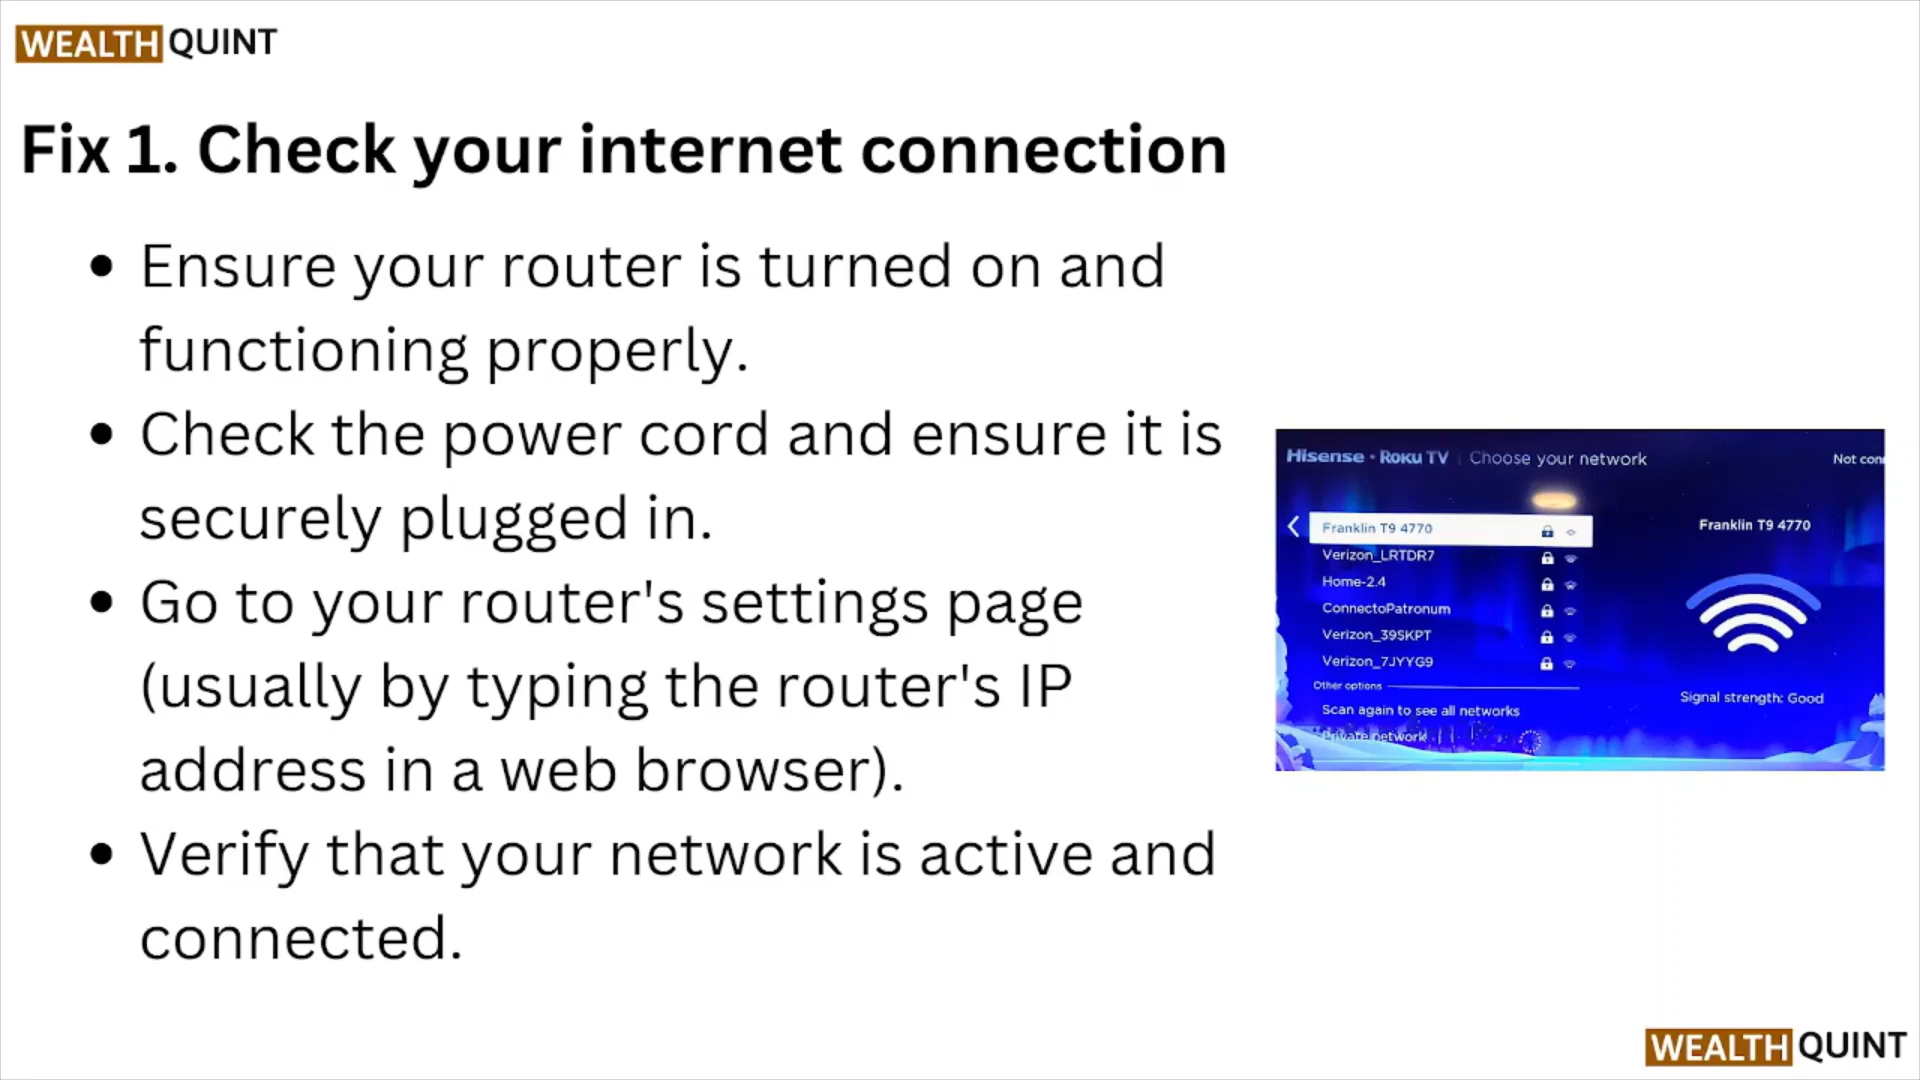 WEALTH QUINT
Fix 1. Check your internet connection
• Ensure your router is turned on and
functioning properly.
• Check the power cord and ensure it is
securely plugged in.
• Go to your router's settings page
(usually by typing the router's IP
address in a web browser).
• Verify that your network is active and
connected.
Hisense • Roku TV | Choose your network
Not con
Franklin T9 4770
Verizon_LRTDR7
Home-2.4
ConnectoPatronum
Verizon_39SKPT
Verizon_7JYYG9
Other options
Scan again to see all networks
Private network
Franklin T9 4770
Signal strength: Good
WEALTH QUINT